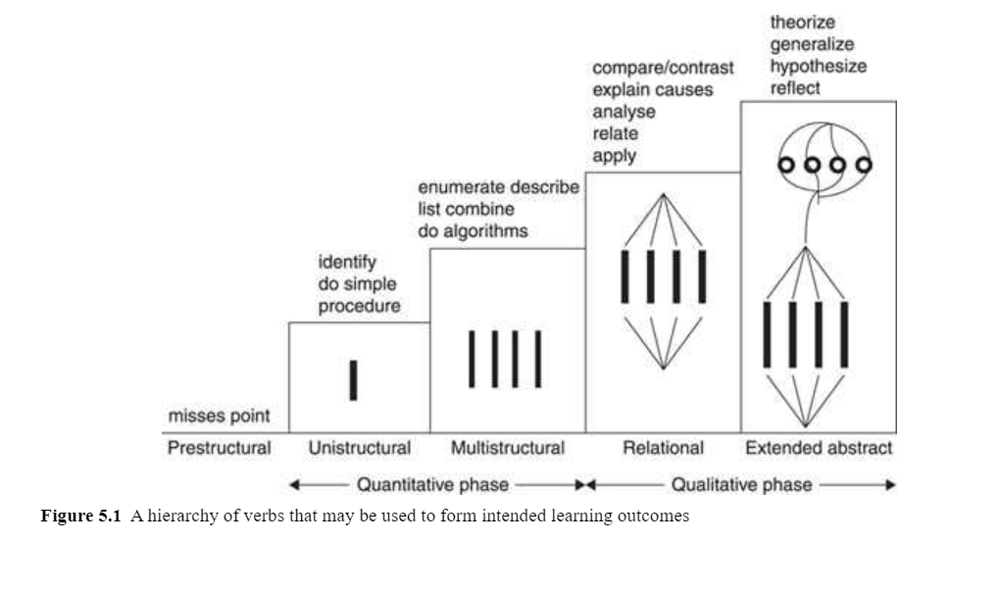 theorize
generalize
hypothesize
reflect
compare/contrast
explain causes
analyse
relate
apply
enumerate describe
list combine
do algorithms
identify
do simple
procedure
misses point
Prestructural
Unistructural
Multistructural
Relational
Extended abstract
Quantitative phase
Qualitative phase
Figure 5.1 A hierarchy of verbs that may be used to form intended learning outcomes